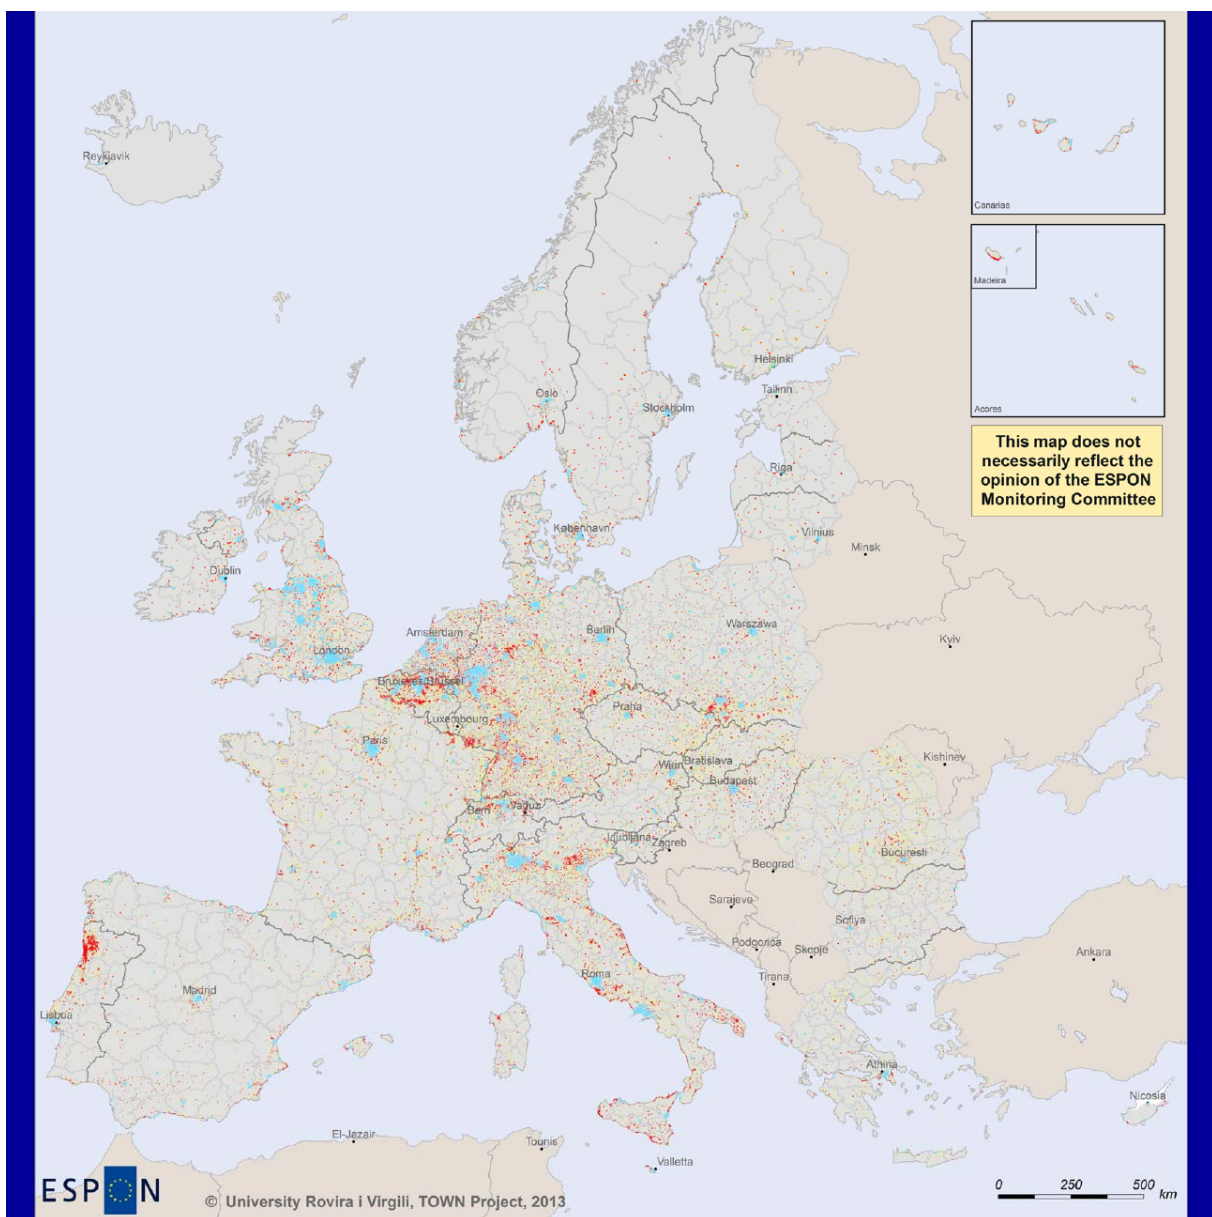 Reykjavik
Canarias
Madeira
Acores
Helsinki
Tallinn
Oslo
Stockholm
This map does not
necessarily reflect the
opinion of the ESPON
Monitoring Committee
Riga
København
Vilnius
Minsk
Dublin
Amsterdam
Berlin
Warszawa
Kyiv
London
Bruxelles/Brussel
Praha
Luxembourg
Paris
Kishinev
Wien
Bratislava
Budapest
Bern
Vaduz
Ljubljana
Zagreb
Bucuresti
Beograd
Sarajevo
Sofiya
Podgorica
Skopje
Ankara
Tirana
Roma
Madrid
Lisboa
Athina
Nicosia
El-Jazair
Tounis
Valletta
ESPON
© University Rovira i Virgili, TOWN Project, 2013
0 250 500
km